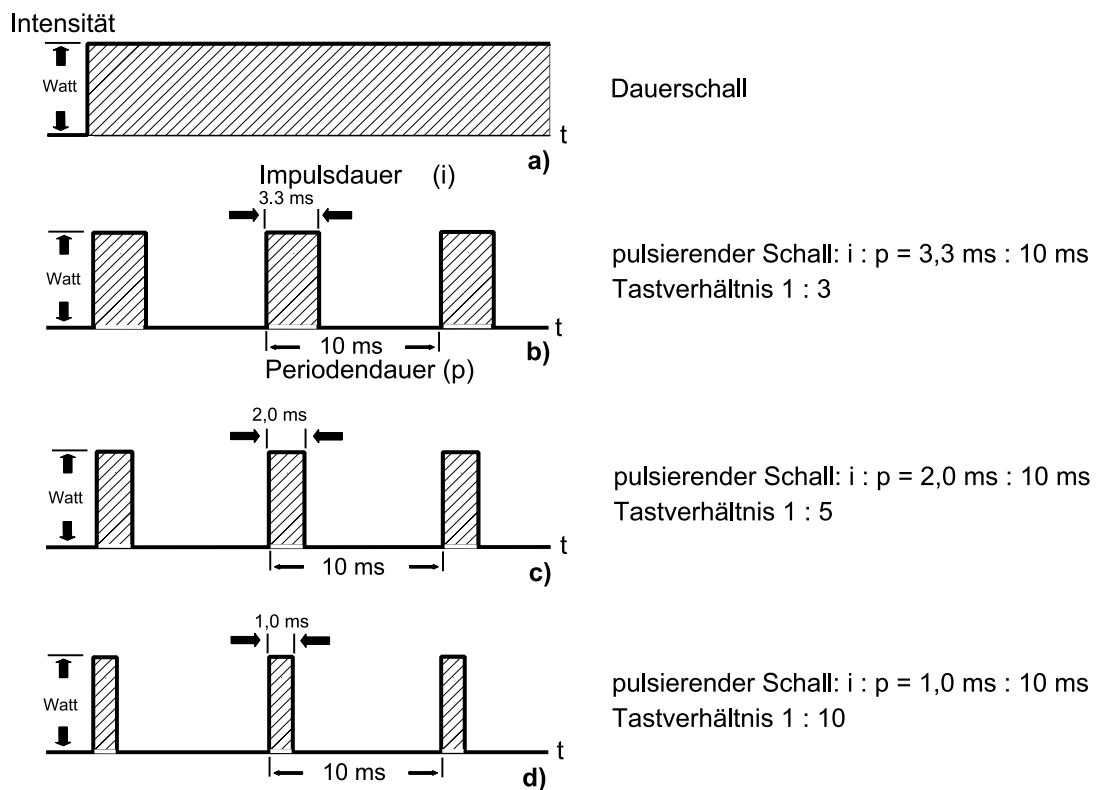 Intensität
Watt
Dauerschall
t
a)
Impulsdauer (i)
3.3 ms
Watt
pulsierender Schall: i : p = 3,3 ms : 10 ms
Tastverhältnis 1 : 3
t
10 ms
b)
Periodendauer (p)
2,0 ms
Watt
pulsierender Schall: i : p = 2,0 ms : 10 ms
Tastverhältnis 1 : 5
t
10 ms
c)
1,0 ms
Watt
pulsierender Schall: i : p = 1,0 ms : 10 ms
Tastverhältnis 1 : 10
t
10 ms
d)